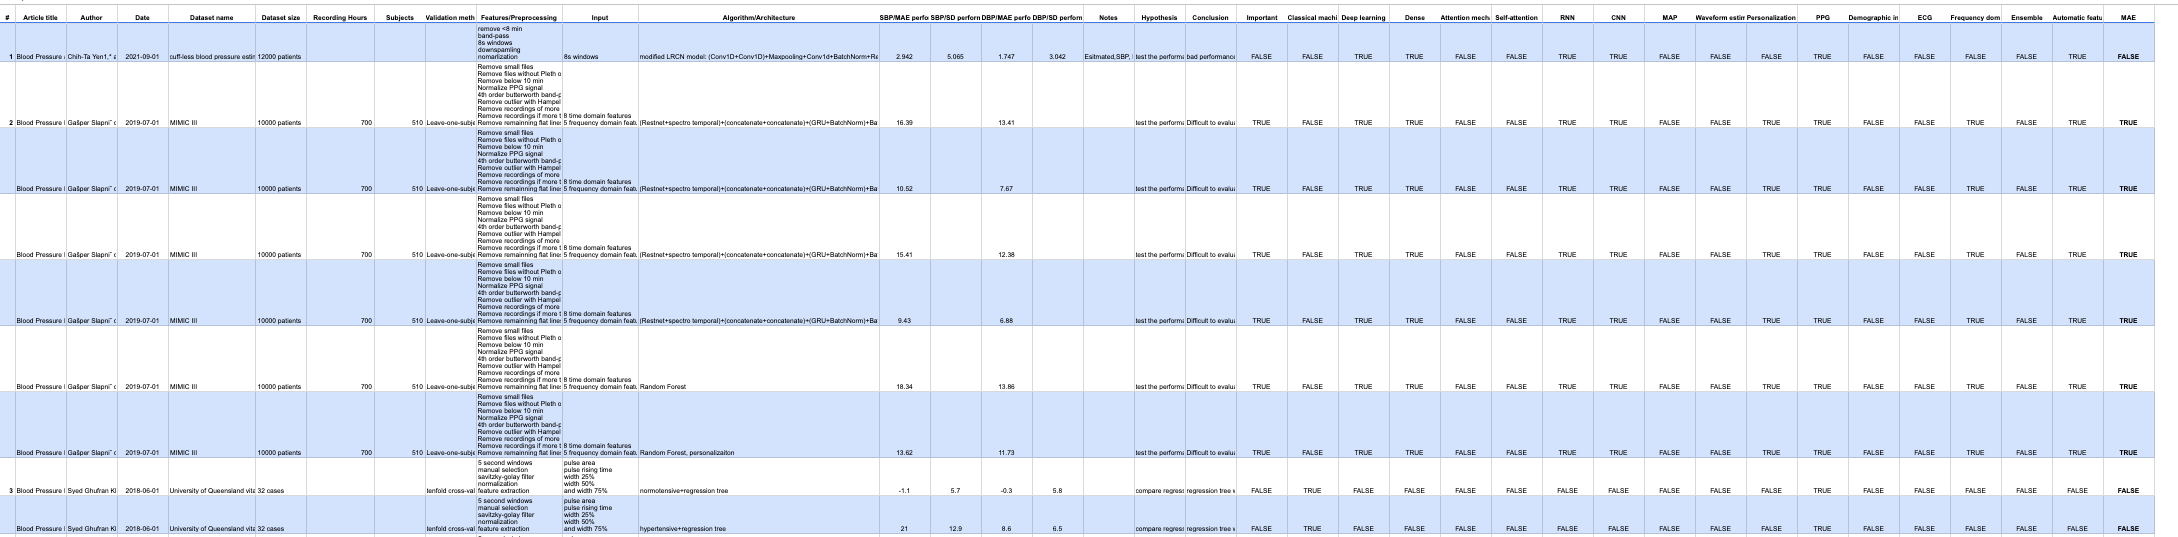 # Article title Author Date Dataset name Dataset size Recording Hours Subjects Validation meth Features/Preprocessing Input Algorithm/Architecture SBP/MAE perfo SBP/SD perform DBP/MAE perfo DBP/SD perform Notes Hypothesis Conclusion Important Classical machi Deep learning Dense Attention mech Self-attention RNN CNN MAP Waveform estir Personalization PPG Demographic in ECG Frequency dom Ensemble Automatic featu MAE
remove <8 min
band-pass
8s windows
downspamling
1 Blood Pressure Chih-Ta Yen1,* a 2021-09-01 cuff-less blood pressure estin 12000 patients nomarlization 8s windows modified LRCN model: (Conv1D+Conv1D)+Maxpooling+Conv1d+BatchNorm+Re 2.942 5.065 1.747 3.042 Esitmated,SBP, test the performa bad performance FALSE FALSE TRUE TRUE FALSE FALSE TRUE TRUE FALSE FALSE FALSE TRUE FALSE FALSE FALSE FALSE TRUE FALSE
Remove small files
Remove files without Pleth o
Remove below 10 min
Normalize PPG signal
4th order butterworth band-p
Remove outlier with Hampel
Remove recordings of more
Remove recordings if more t 8 time domain features
2 Blood Pressure Gašper Slapnič 2019-07-01 MIMIC III 10000 patients 700 510 Leave-one-subje Remove remainning flat lines 5 frequency domain featu (Restnet+spectro temporal)+(concatenate+concatenate)+(GRU+BatchNorm)+Ba 16.39 13.41 test the performa Difficult to evalua TRUE FALSE TRUE TRUE FALSE FALSE TRUE TRUE FALSE FALSE TRUE TRUE FALSE FALSE TRUE FALSE TRUE TRUE
Remove small files
Remove files without Pleth o
Remove below 10 min
Normalize PPG signal
4th order butterworth band-p
Remove outlier with Hampel
Remove recordings of more
Remove recordings if more t 8 time domain features
Blood Pressure Gašper Slapnič 2019-07-01 MIMIC III 10000 patients 700 510 Leave-one-subje Remove remainning flat lines 5 frequency domain featu (Restnet+spectro temporal)+(concatenate+concatenate)+(GRU+BatchNorm)+Ba 10.52 7.67 test the performa Difficult to evalua TRUE FALSE TRUE TRUE FALSE FALSE TRUE TRUE FALSE FALSE TRUE TRUE FALSE FALSE TRUE FALSE TRUE TRUE
Remove small files
Remove files without Pleth o
Remove below 10 min
Normalize PPG signal
4th order butterworth band-p
Remove outlier with Hampel
Remove recordings of more
Remove recordings if more t 8 time domain features
Blood Pressure Gašper Slapnič 2019-07-01 MIMIC III 10000 patients 700 510 Leave-one-subje Remove remainning flat lines 5 frequency domain featu (Restnet+spectro temporal)+(concatenate+concatenate)+(GRU+BatchNorm)+Ba 15.41 12.38 test the performa Difficult to evalua TRUE FALSE TRUE TRUE FALSE FALSE TRUE TRUE FALSE FALSE TRUE TRUE FALSE FALSE TRUE FALSE TRUE TRUE
Remove small files
Remove files without Pleth o
Remove below 10 min
Normalize PPG signal
4th order butterworth band-p
Remove outlier with Hampel
Remove recordings of more
Remove recordings if more t 8 time domain features
Blood Pressure Gašper Slapnič 2019-07-01 MIMIC III 10000 patients 700 510 Leave-one-subje Remove remainning flat lines 5 frequency domain featu (Restnet+spectro temporal)+(concatenate+concatenate)+(GRU+BatchNorm)+Ba 9.43 6.88 test the performa Difficult to evalua TRUE FALSE TRUE TRUE FALSE FALSE TRUE TRUE FALSE FALSE TRUE TRUE FALSE FALSE TRUE FALSE TRUE TRUE
Remove small files
Remove files without Pleth o
Remove below 10 min
Normalize PPG signal
4th order butterworth band-p
Remove outlier with Hampel
Remove recordings of more
Remove recordings if more t 8 time domain features
Blood Pressure Gašper Slapnič 2019-07-01 MIMIC III 10000 patients 700 510 Leave-one-subje Remove remainning flat lines 5 frequency domain featu Random Forest 18.34 13.86 test the performa Difficult to evalua TRUE FALSE TRUE TRUE FALSE FALSE TRUE TRUE FALSE FALSE TRUE TRUE FALSE FALSE TRUE FALSE TRUE TRUE
Remove small files
Remove files without Pleth o
Remove below 10 min
Normalize PPG signal
4th order butterworth band-p
Remove outlier with Hampel
Remove recordings of more
Remove recordings if more t 8 time domain features
Blood Pressure Gašper Slapnič 2019-07-01 MIMIC III 10000 patients 700 510 Leave-one-subje Remove remainning flat lines 5 frequency domain featu Random Forest, personalizaiton 13.62 11.73 test the performa Difficult to evalua TRUE FALSE TRUE TRUE FALSE FALSE TRUE TRUE FALSE FALSE TRUE TRUE FALSE FALSE TRUE FALSE TRUE TRUE
5 second windows pulse area
manual selection pulse rising time
savitzky-golay filter width 25%
normalization width 50%
3 Blood Pressure Syed Ghufran Kl 2018-06-01 University of Queensland vita 32 cases tenfold cross-val feature extraction and width 75% normotensive+regression tree -1.1 5.7 -0.3 5.8 compare regress regression tree w FALSE TRUE FALSE FALSE FALSE FALSE FALSE FALSE FALSE FALSE FALSE TRUE FALSE FALSE FALSE FALSE FALSE FALSE
5 second windows pulse area
manual selection pulse rising time
savitzky-golay filter width 25%
normalization width 50%
Blood Pressure Syed Ghufran Kl 2018-06-01 University of Queensland vita 32 cases tenfold cross-val feature extraction and width 75% hypertensive+regression tree 21 12.9 8.6 6.5 compare regress regression tree w FALSE TRUE FALSE FALSE FALSE FALSE FALSE FALSE FALSE FALSE FALSE TRUE FALSE FALSE FALSE FALSE FALSE FALSE